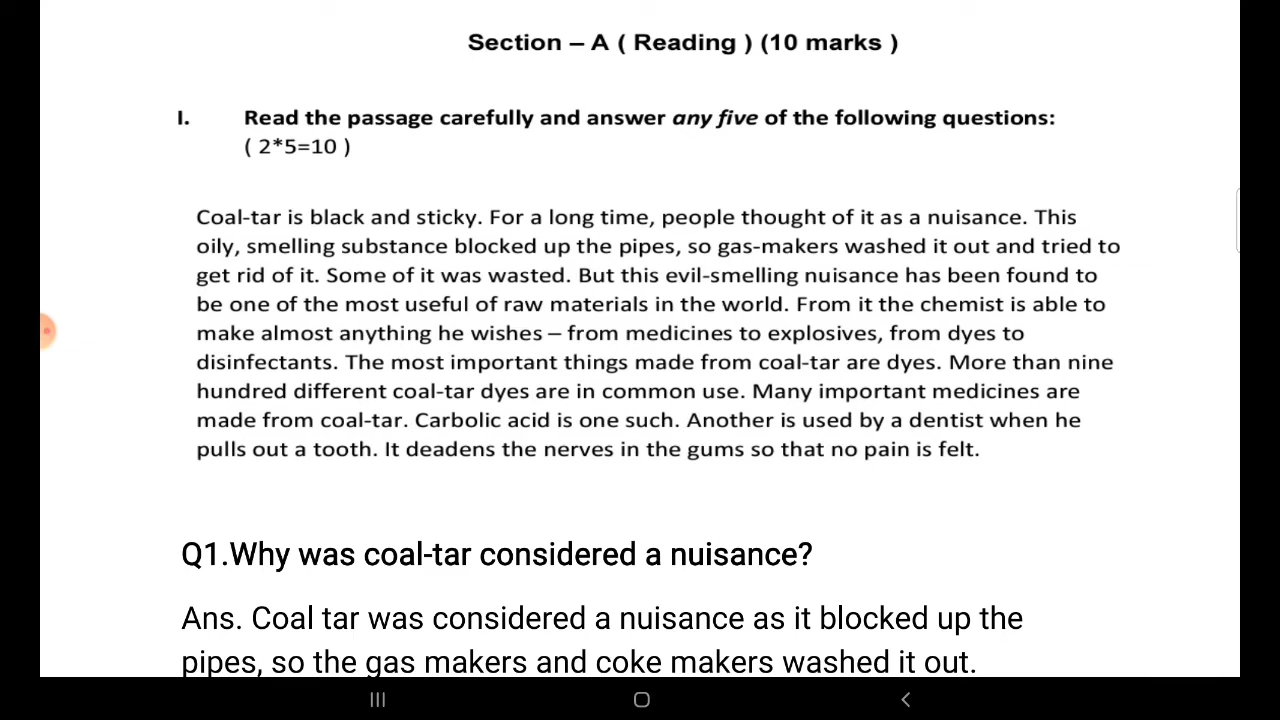 Section – A ( Reading ) (10 marks )
I. Read the passage carefully and answer any five of the following questions:
( 2*5=10 )
Coal-tar is black and sticky. For a long time, people thought of it as a nuisance. This
oily, smelling substance blocked up the pipes, so gas-makers washed it out and tried to
get rid of it. Some of it was wasted. But this evil-smelling nuisance has been found to
be one of the most useful of raw materials in the world. From it the chemist is able to
make almost anything he wishes – from medicines to explosives, from dyes to
disinfectants. The most important things made from coal-tar are dyes. More than nine
hundred different coal-tar dyes are in common use. Many important medicines are
made from coal-tar. Carbolic acid is one such. Another is used by a dentist when he
pulls out a tooth. It deadens the nerves in the gums so that no pain is felt.
Q1.Why was coal-tar considered a nuisance?
Ans. Coal tar was considered a nuisance as it blocked up the
pipes, so the gas makers and coke makers washed it out.